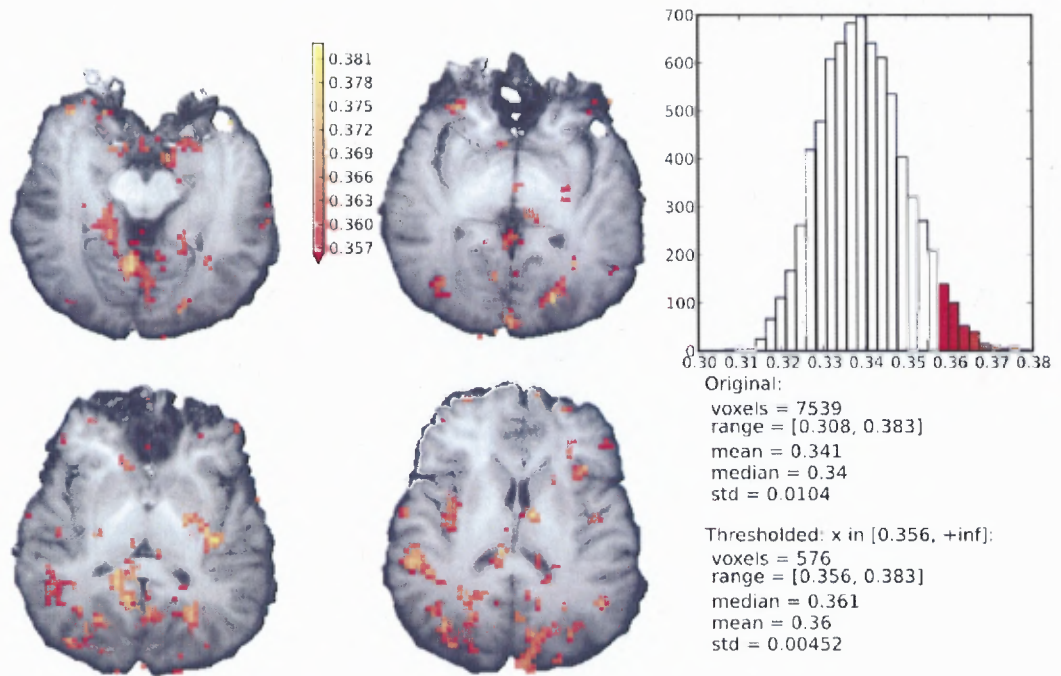 0.381
0.378
0.375
0.372
0.369
0.366
0.363
0.360
0.357
700
600
500
400
300
200
100
0
0.30 0.31 0.32 0.33 0.34 0.35 0.36 0.37 0.38
Original:
voxels = 7539
range = [0.308, 0.383]
mean = 0.341
median = 0.34
std = 0.0104
Thresholded: x in [0.356, +inf]:
voxels = 576
range = [0.356, 0.383]
median = 0.361
mean = 0.36
std = 0.00452